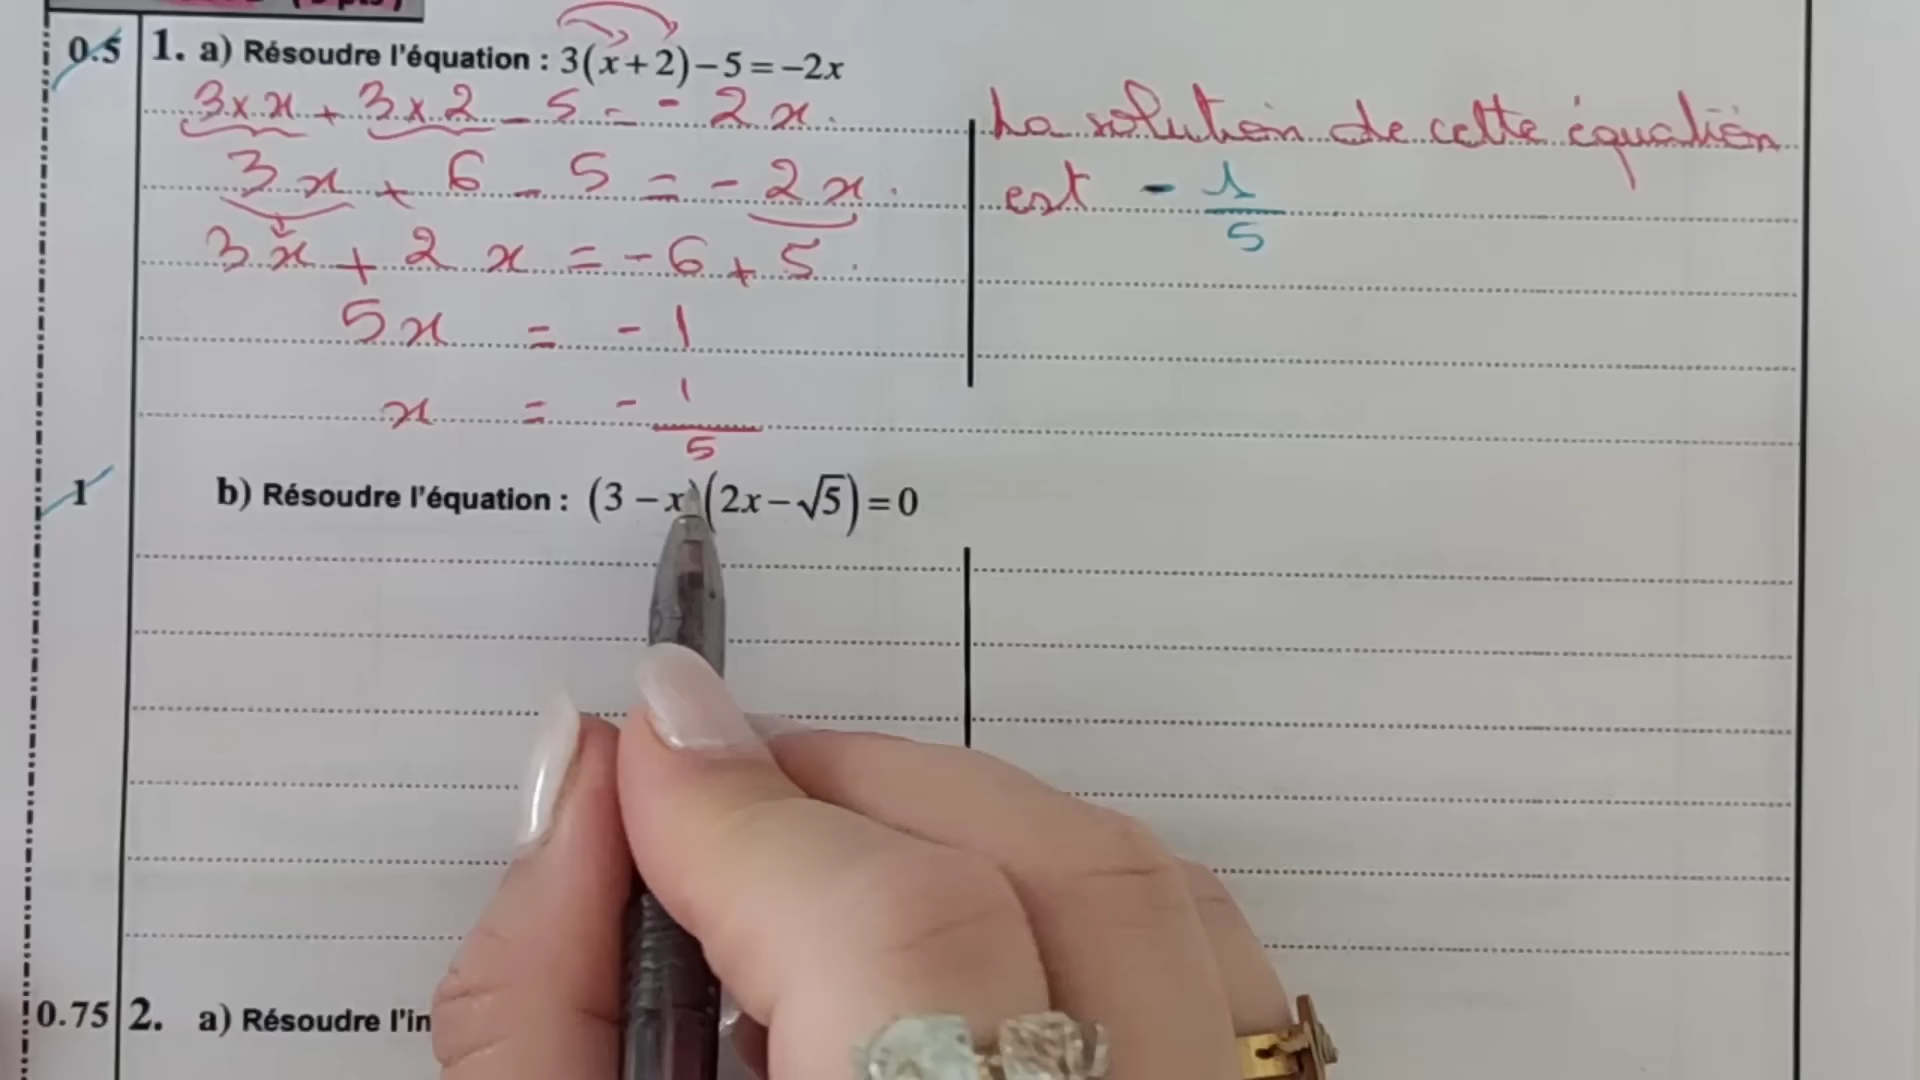 0.5 1. a) Résoudre l'équation : 3(x+2)−5=−2x
3×x + 3×2 − 5 = − 2x.
3x + 6 − 5 = − 2x.
3x + 2x = − 6 + 5.
5x = − 1
x = − 1/5
La solution de cette équation
est − 1/5
1 b) Résoudre l'équation : (3 − x)(2x − √5) = 0
0.75 2. a) Résoudre l'in